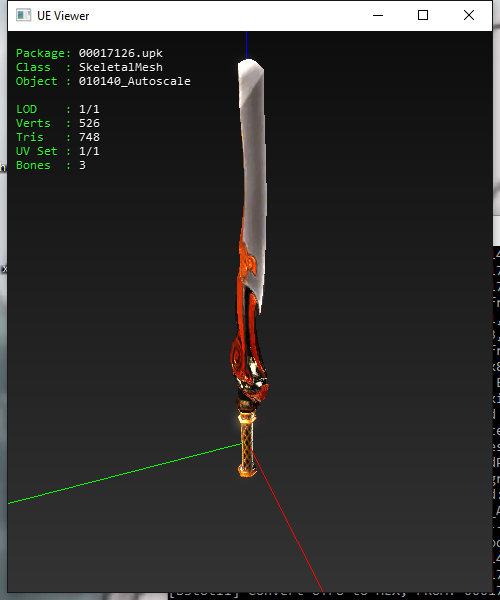 UE Viewer
Package: 00017126.upk
Class  : SkeletalMesh
Object : 010140_Autoscale
LOD    : 1/1
Verts  : 526
Tris   : 748
UV Set : 1/1
Bones  : 3